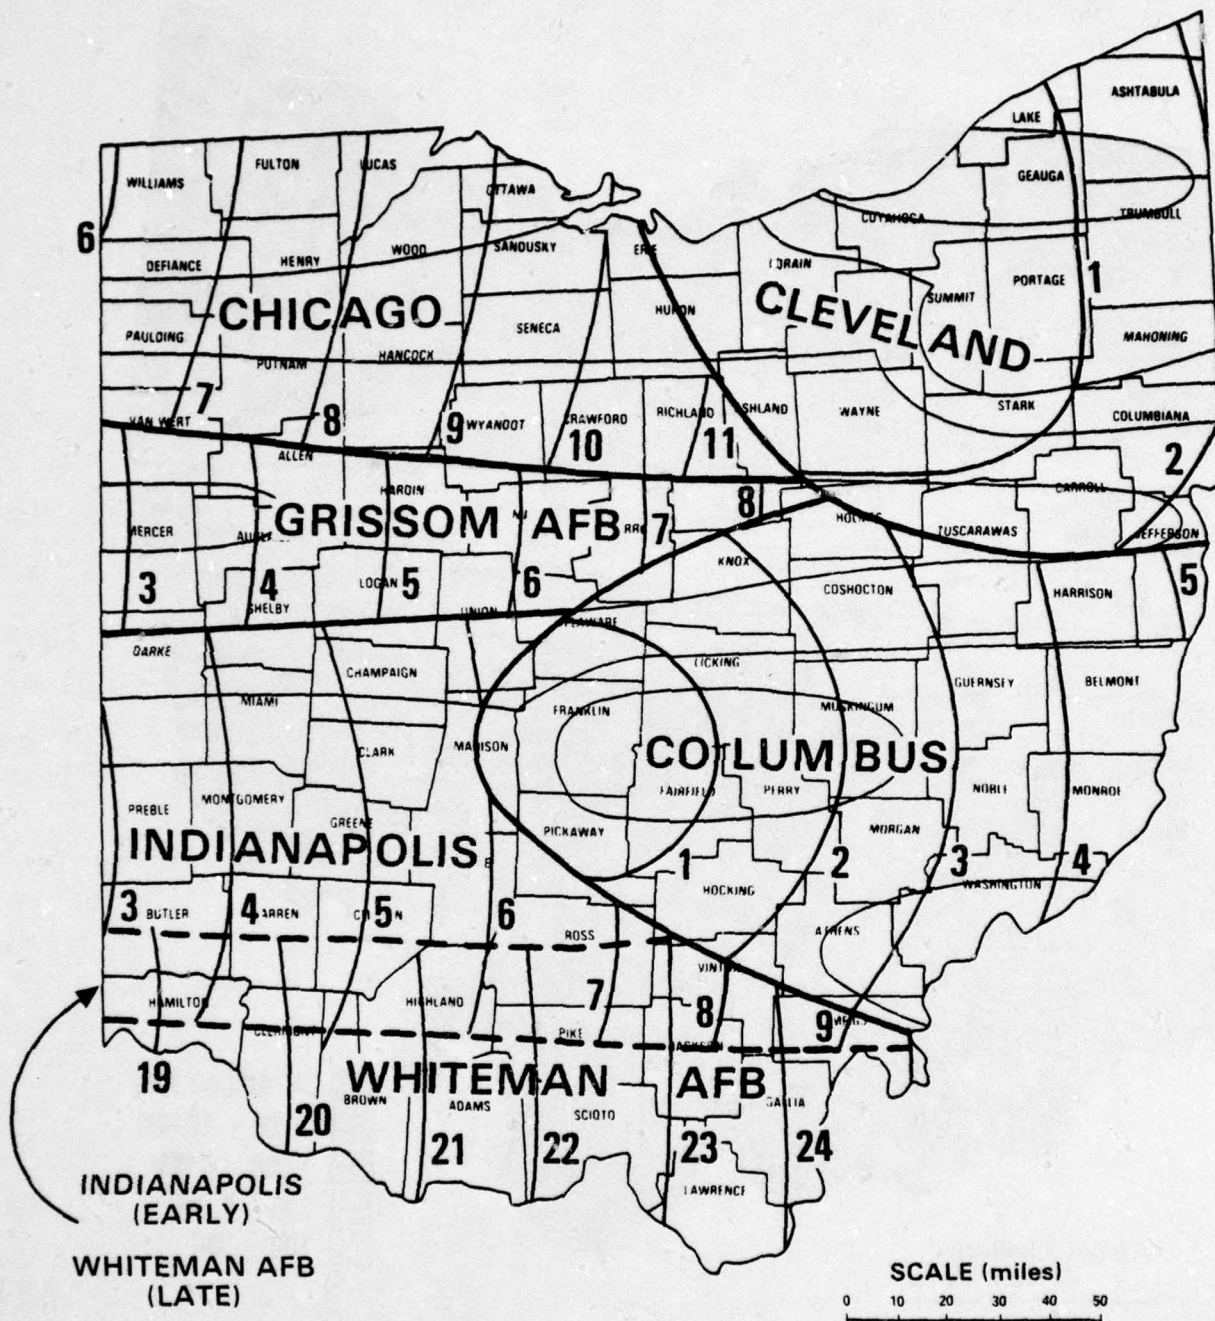 ASHTABULA
LAKE
FULTON
LUCAS
WILLIAMS
GEAUGA
OTTAWA
CUYAHOGA
TRUMBULL
6
WOOD
SANDUSKY
ERIE
HENRY
DEFIANCE
LORAIN
PORTAGE
1
SUMMIT
CHICAGO
HURON
CLEVELAND
SENECA
PAULDING
MAHONING
HANCOCK
PUTNAM
7
8
9
WYANDOT
CRAWFORD
RICHLAND
ASHLAND
WAYNE
STARK
COLUMBIANA
VAN WERT
10
11
2
ALLEN
HARDIN
CARROLL
8
GRISSOM AFB
HOLMES
MERCER
7
TUSCARAWAS
JEFFERSON
KNOX
3
4
LOGAN
5
6
COSHOCTON
HARRISON
5
SHELBY
UNION
DELAWARE
DARKE
LICKING
CHAMPAIGN
GUERNSEY
BELMONT
MIAMI
FRANKLIN
MUSKINGUM
CLARK
MADISON
COLUMBUS
FAIRFIELD
PERRY
NOBLE
MONROE
PREBLE
MONTGOMERY
GREENE
PICKAWAY
MORGAN
INDIANAPOLIS
1
2
3
4
HOCKING
WASHINGTON
3
BUTLER
4
ARREN
5
6
ROSS
ATHENS
VINTON
7
8
9
HAMILTON
HIGHLAND
CLERMONT
PIKE
JACKSON
MEIGS
19
WHITEMAN AFB
BROWN
ADAMS
SCIOTO
GALLIA
20
21
22
23
24
LAWRENCE
INDIANAPOLIS
(EARLY)
WHITEMAN AFB
(LATE)
SCALE (miles)
0 10 20 30 40 50